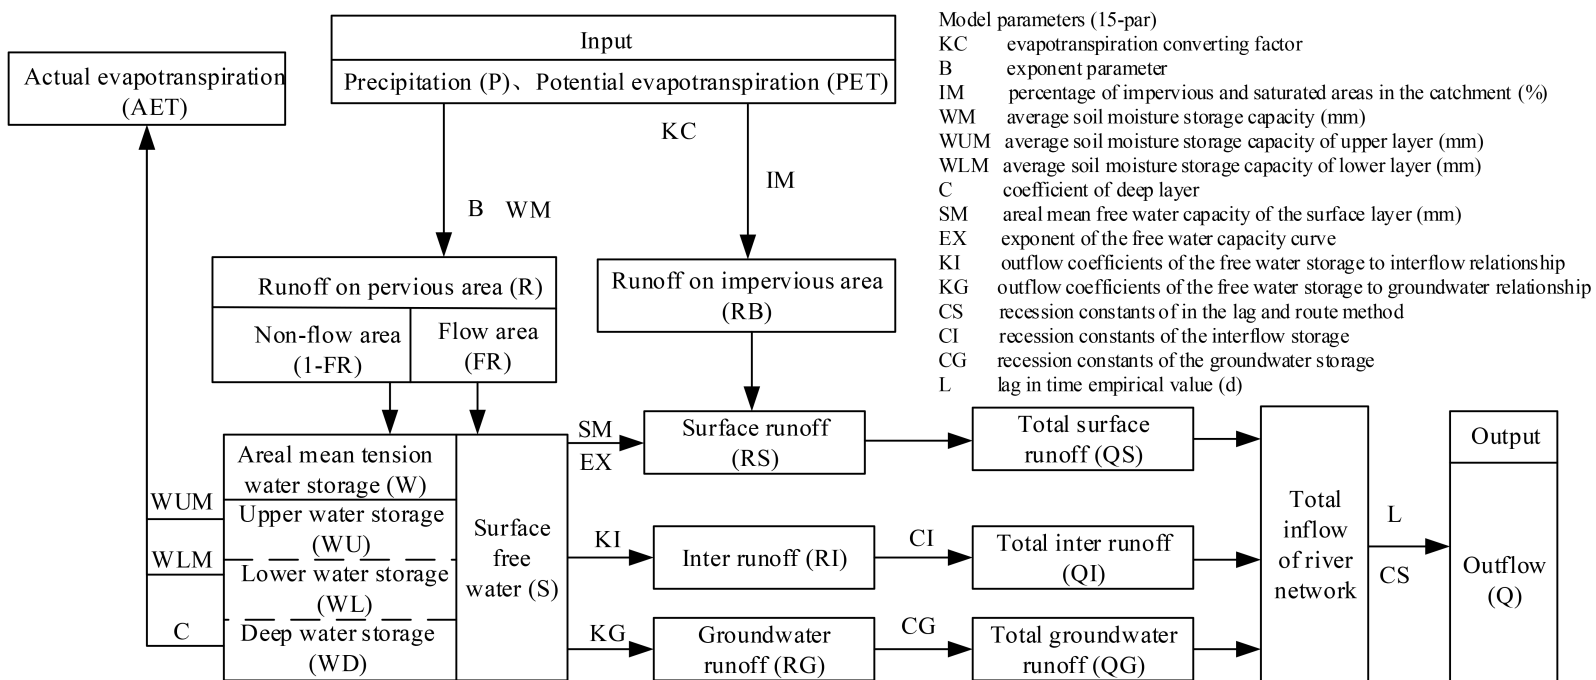 Input
Precipitation (P)、Potential evapotranspiration (PET)
Actual evapotranspiration
(AET)
KC
IM
B WM
Runoff on pervious area (R)
Non-flow area
(1-FR)
Flow area
(FR)
Runoff on impervious area
(RB)
Model parameters (15-par)
KC evapotranspiration converting factor
B exponent parameter
IM percentage of impervious and saturated areas in the catchment (%)
WM average soil moisture storage capacity (mm)
WUM average soil moisture storage capacity of upper layer (mm)
WLM average soil moisture storage capacity of lower layer (mm)
C coefficient of deep layer
SM areal mean free water capacity of the surface layer (mm)
EX exponent of the free water capacity curve
KI outflow coefficients of the free water storage to interflow relationship
KG outflow coefficients of the free water storage to groundwater relationship
CS recession constants of in the lag and route method
CI recession constants of the interflow storage
CG recession constants of the groundwater storage
L lag in time empirical value (d)
WUM
WLM
C
Areal mean tension
water storage (W)
Upper water storage
(WU)
Lower water storage
(WL)
Deep water storage
(WD)
Surface
free
water (S)
SM
EX
KI
KG
Surface runoff
(RS)
Inter runoff (RI)
Groundwater
runoff (RG)
CI
CG
Total surface
runoff (QS)
Total inter runoff
(QI)
Total groundwater
runoff (QG)
Total
inflow
of river
network
L
CS
Output
Outflow
(Q)